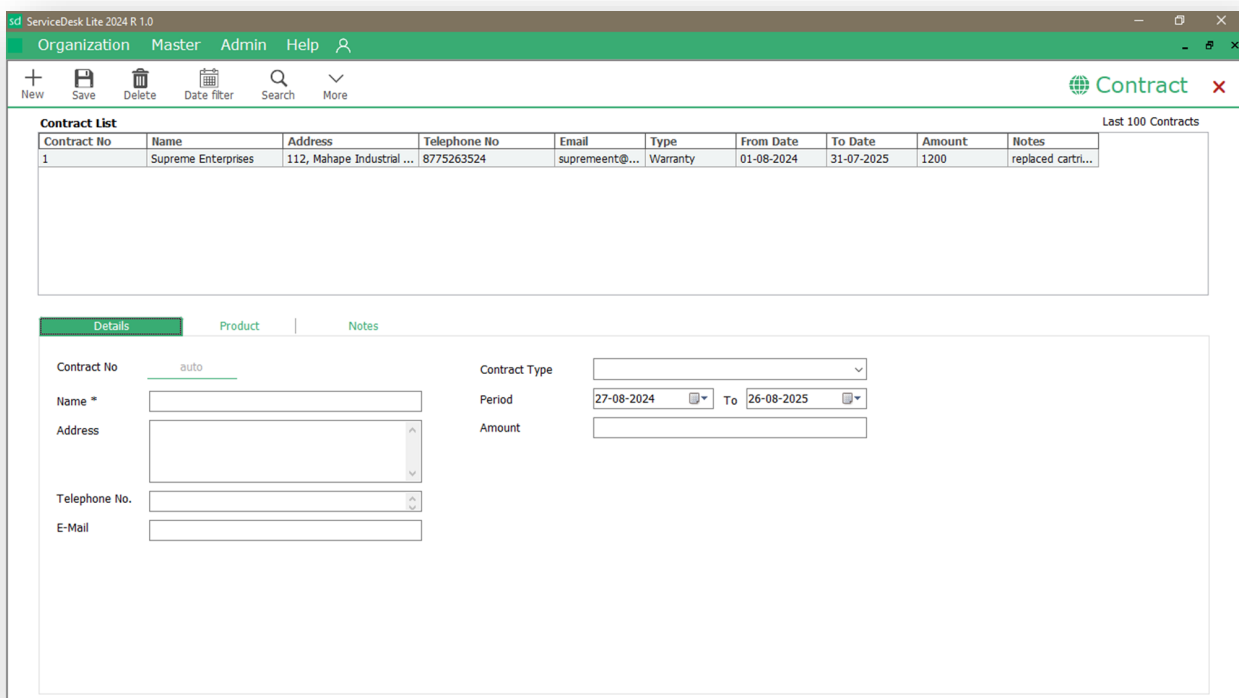 sd ServiceDesk Lite 2024 R 1.0
Organization Master Admin Help
New Save Delete Date filter Search More
Contract
Contract List
Last 100 Contracts
Contract No Name Address Telephone No Email Type From Date To Date Amount Notes
1 Supreme Enterprises 112, Mahape Industrial ... 8775263524 supremeent@... Warranty 01-08-2024 31-07-2025 1200 replaced cartri...
Details Product Notes
Contract No auto
Contract Type
Name *
Period 27-08-2024 To 26-08-2025
Address
Amount
Telephone No.
E-Mail